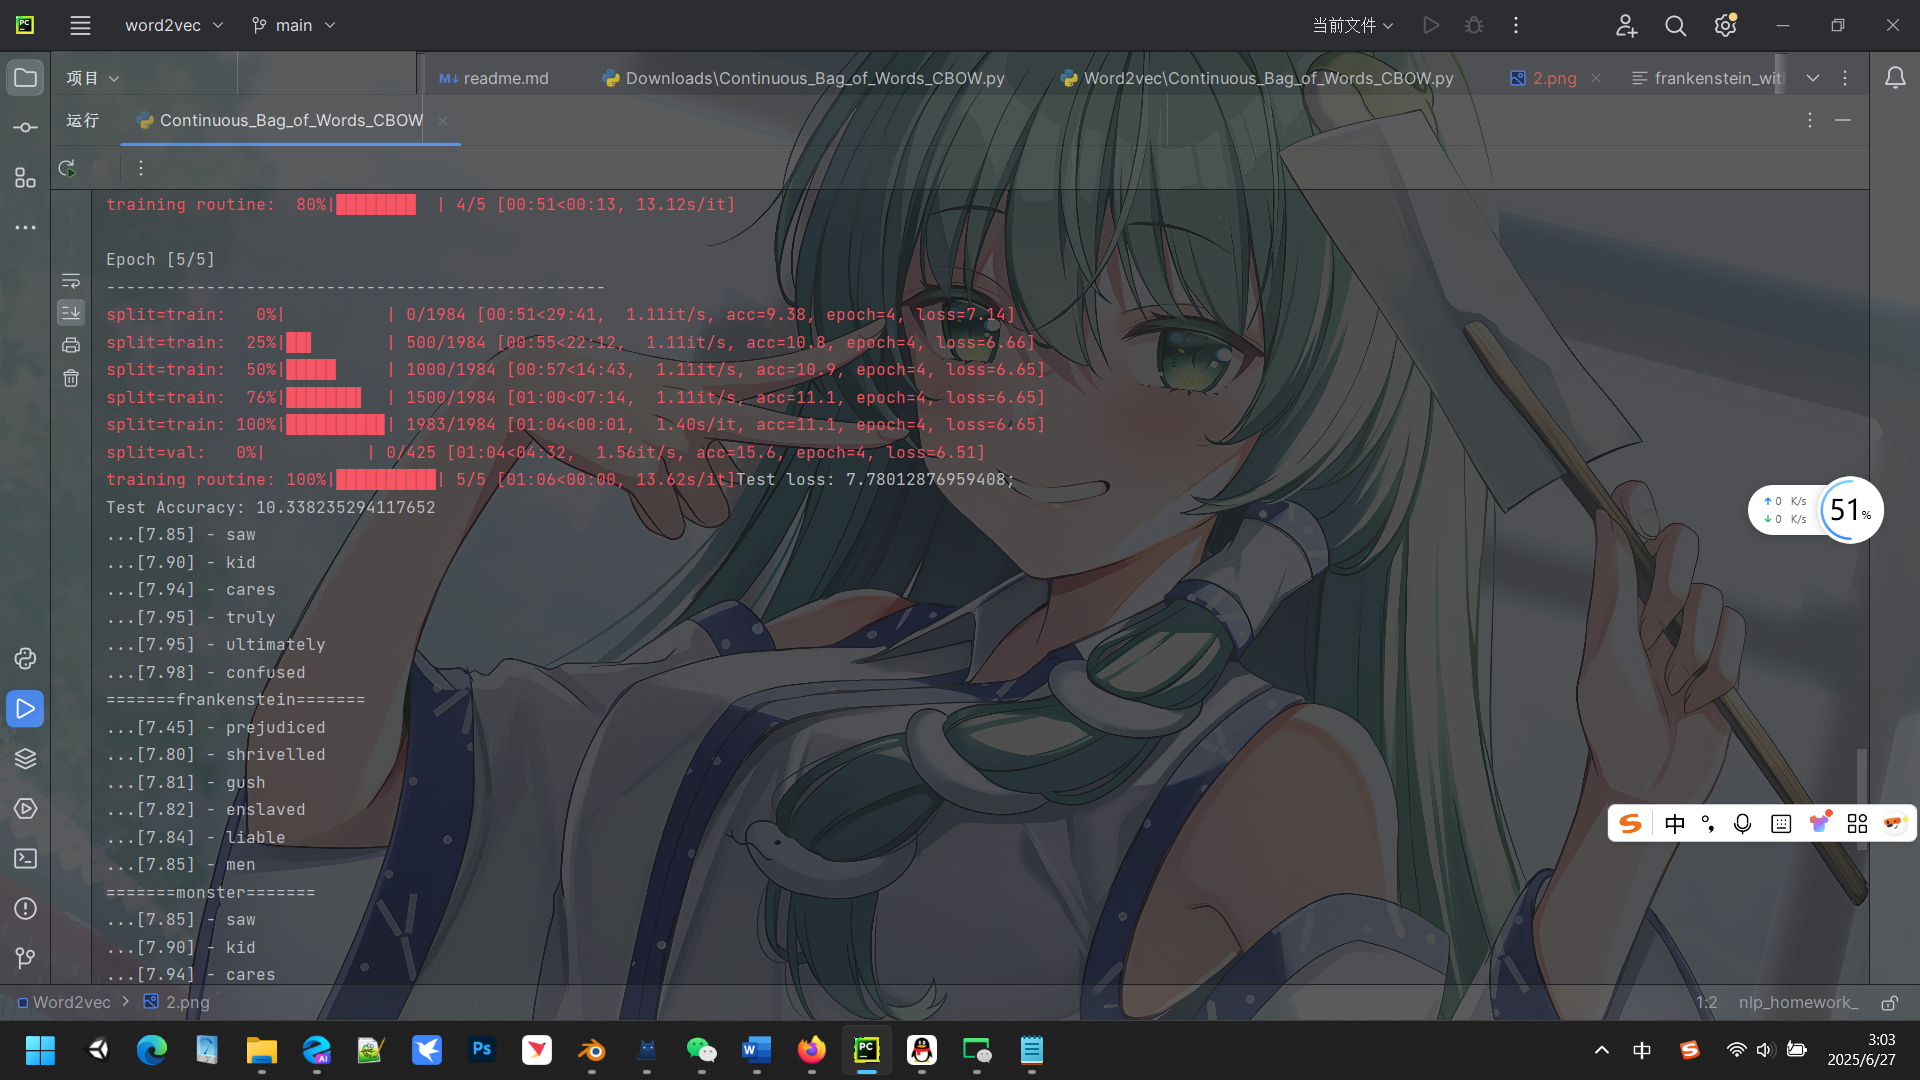 word2vec main 当前文件
项目 readme.md Downloads\Continuous_Bag_of_Words_CBOW.py Word2vec\Continuous_Bag_of_Words_CBOW.py 2.png frankenstein_wit
运行 Continuous_Bag_of_Words_CBOW
training routine:  80%|████████  | 4/5 [00:51<00:13, 13.12s/it]
Epoch [5/5]
--------------------------------------------------
split=train:   0%|          | 0/1984 [00:51<29:41,  1.11it/s, acc=9.38, epoch=4, loss=7.14]
split=train:  25%|██▌       | 500/1984 [00:55<22:12,  1.11it/s, acc=10.8, epoch=4, loss=6.66]
split=train:  50%|█████     | 1000/1984 [00:57<14:43,  1.11it/s, acc=10.9, epoch=4, loss=6.65]
split=train:  76%|███████▌  | 1500/1984 [01:00<07:14,  1.11it/s, acc=11.1, epoch=4, loss=6.65]
split=train: 100%|█████████▉| 1983/1984 [01:04<00:01,  1.40s/it, acc=11.1, epoch=4, loss=6.65]
split=val:   0%|          | 0/425 [01:04<04:32,  1.56it/s, acc=15.6, epoch=4, loss=6.51]
training routine: 100%|██████████| 5/5 [01:06<00:00, 13.62s/it]Test loss: 7.78012876959408;
Test Accuracy: 10.338235294117652
...[7.85] - saw
...[7.90] - kid
...[7.94] - cares
...[7.95] - truly
...[7.95] - ultimately
...[7.98] - confused
=======frankenstein=======
...[7.45] - prejudiced
...[7.80] - shrivelled
...[7.81] - gush
...[7.82] - enslaved
...[7.84] - liable
...[7.85] - men
=======monster=======
...[7.85] - saw
...[7.90] - kid
...[7.94] - cares
↑ 0 K/s
↓ 0 K/s
51%
中
Word2vec > 2.png 1:2 nlp_homework_
中 3:03
2025/6/27